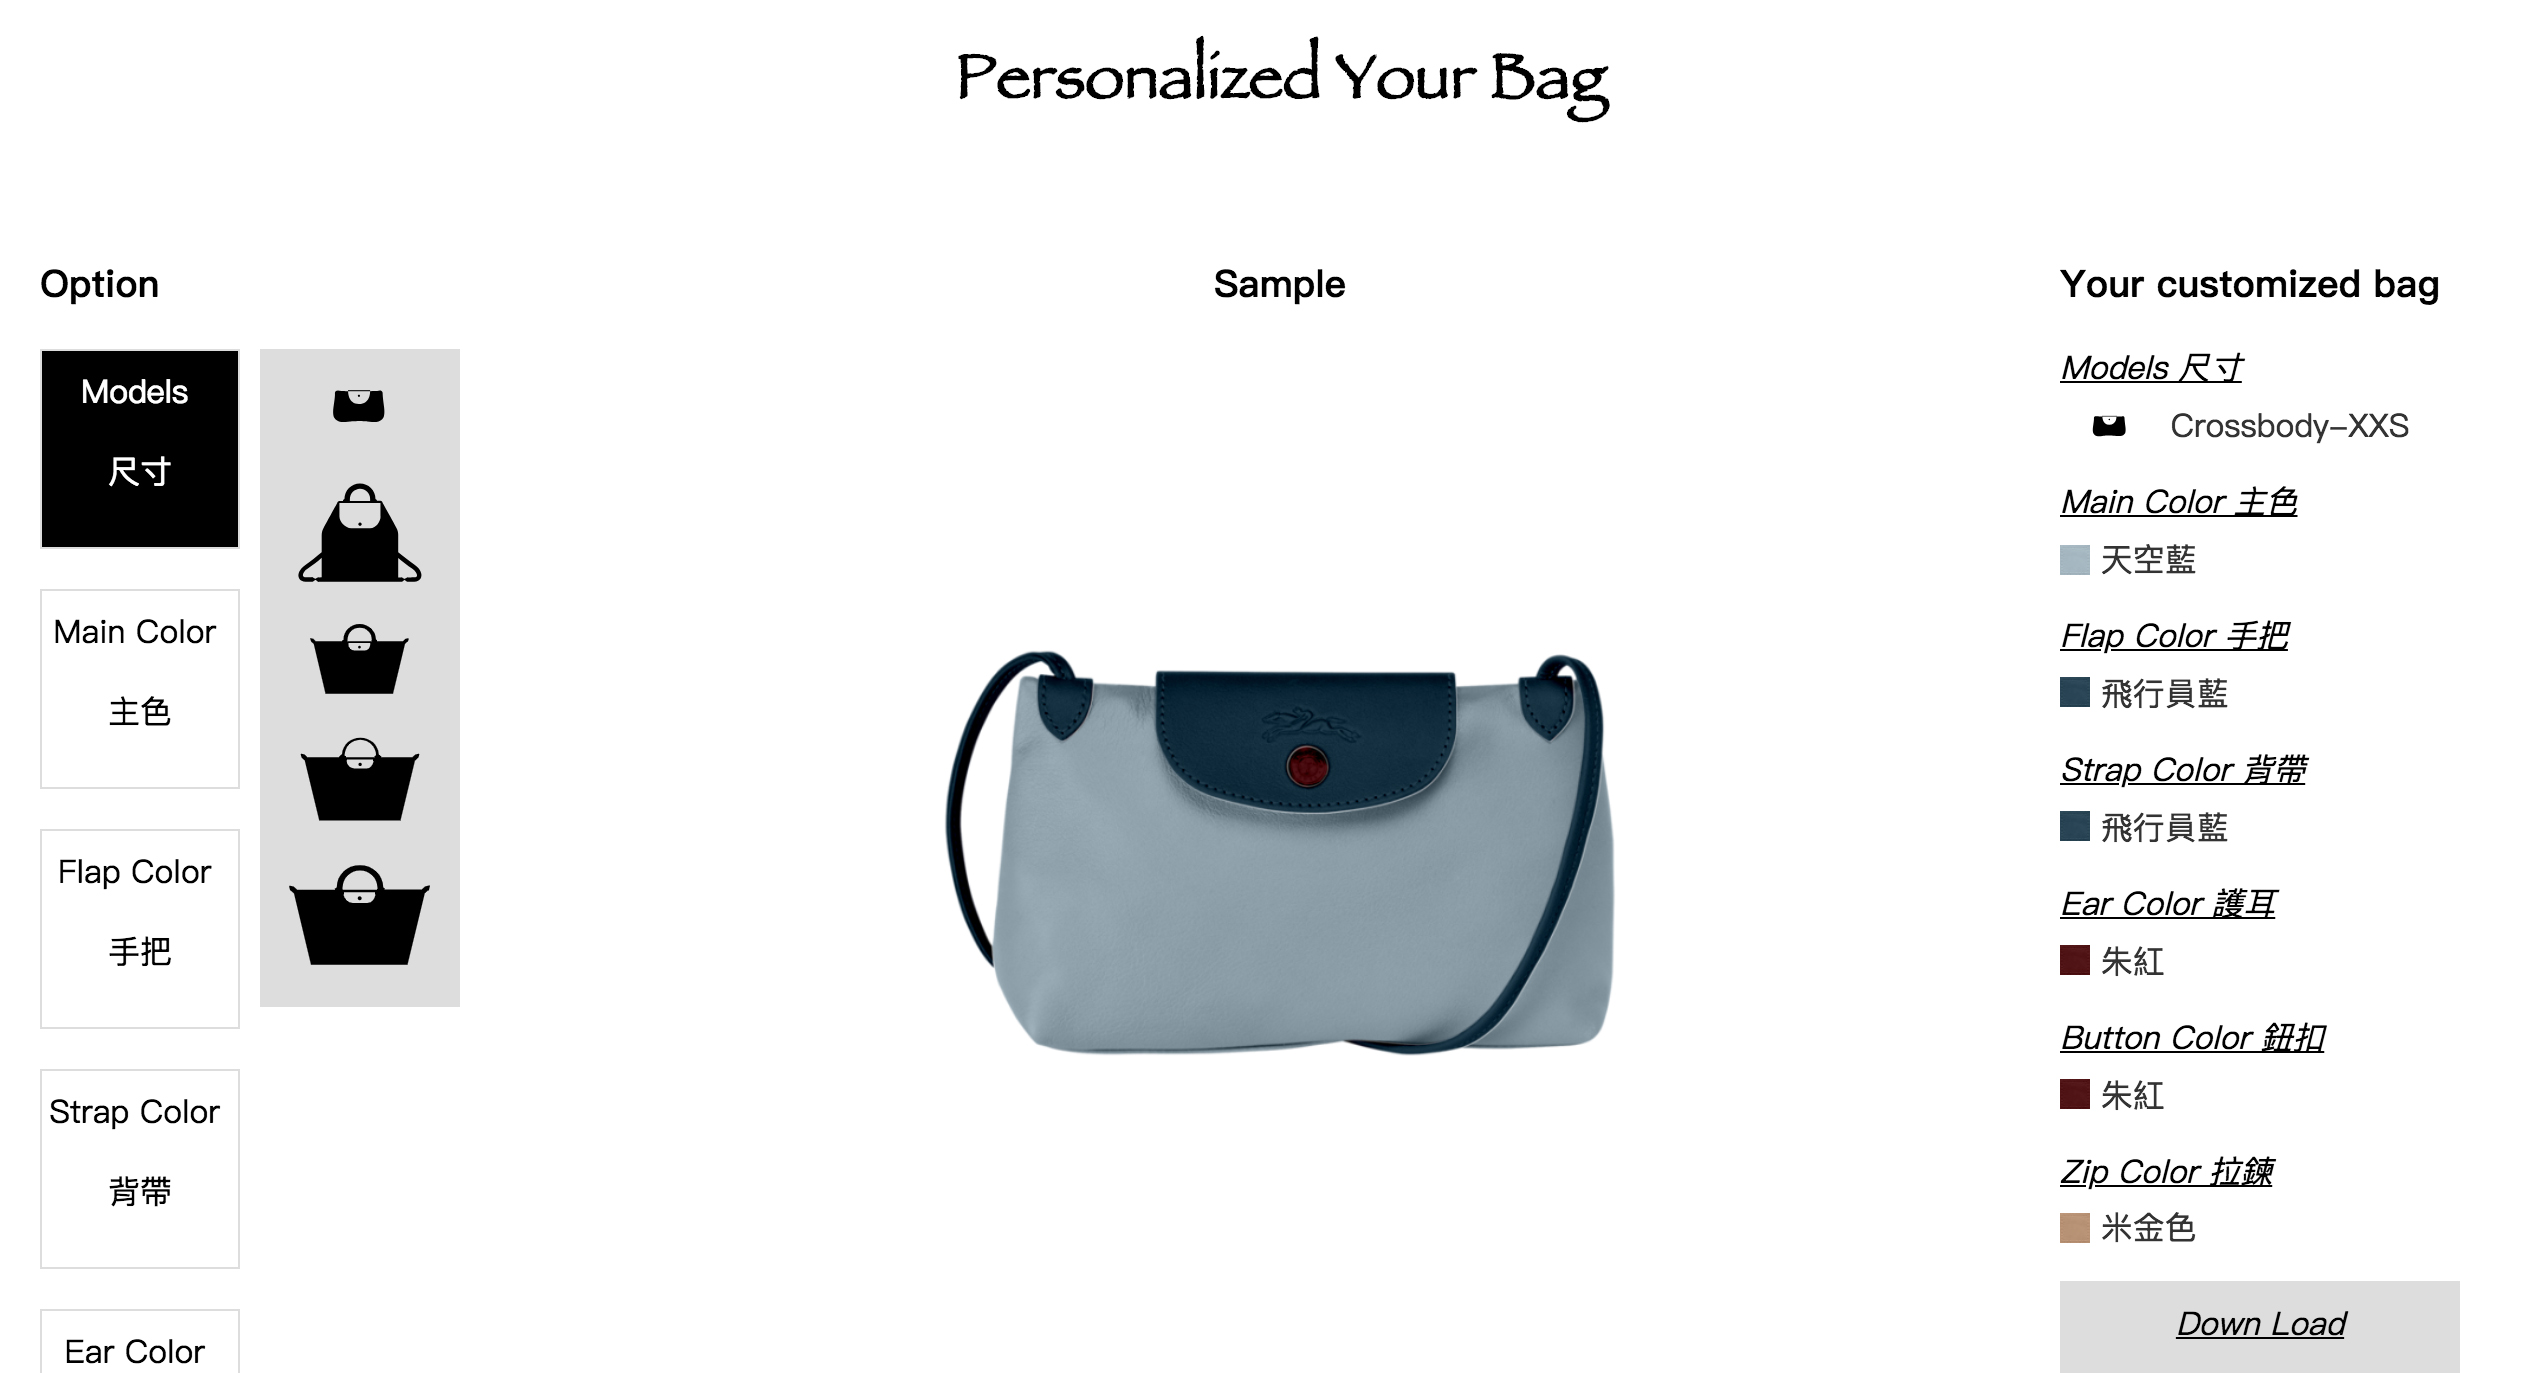 Personalized Your Bag
Option
Models
尺寸
Main Color
主色
Flap Color
手把
Strap Color
背帶
Ear Color
Sample
Your customized bag
Models 尺寸
Crossbody-XXS
Main Color 主色
天空藍
Flap Color 手把
飛行員藍
Strap Color 背帶
飛行員藍
Ear Color 護耳
朱紅
Button Color 鈕扣
朱紅
Zip Color 拉鍊
米金色
Down Load